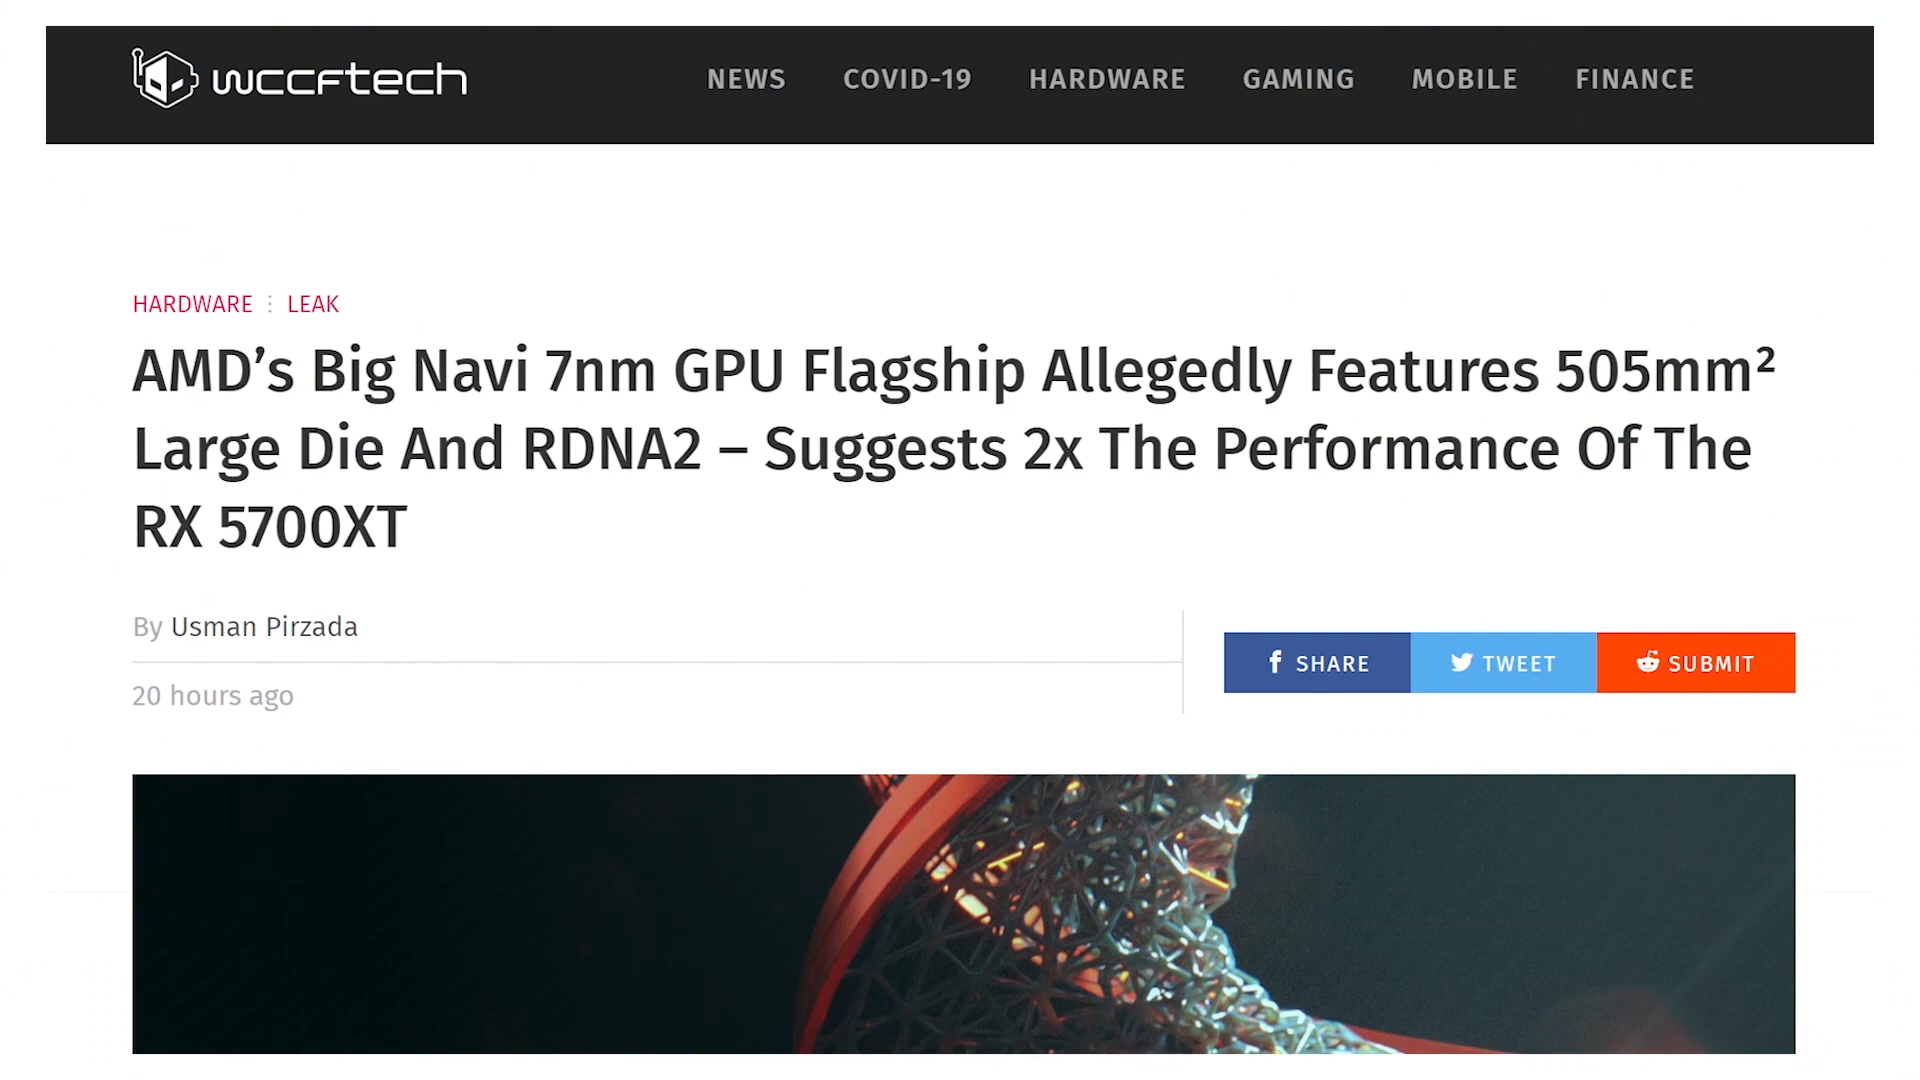 wccftech
NEWS COVID-19 HARDWARE GAMING MOBILE FINANCE
HARDWARE ⋮ LEAK
AMD’s Big Navi 7nm GPU Flagship Allegedly Features 505mm²
Large Die And RDNA2 – Suggests 2x The Performance Of The
RX 5700XT
By Usman Pirzada
20 hours ago
SHARE TWEET SUBMIT